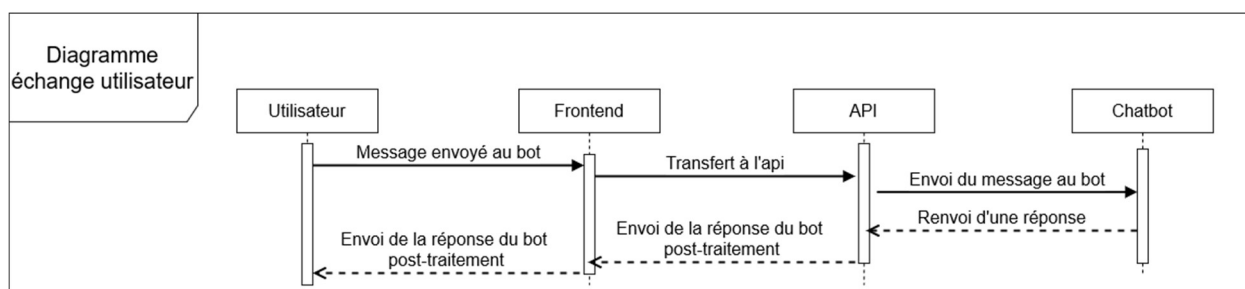 Diagramme
échange utilisateur
Utilisateur
Frontend
API
Chatbot
Message envoyé au bot
Transfert à l'api
Envoi du message au bot
Renvoi d'une réponse
Envoi de la réponse du bot
post-traitement
Envoi de la réponse du bot
post-traitement